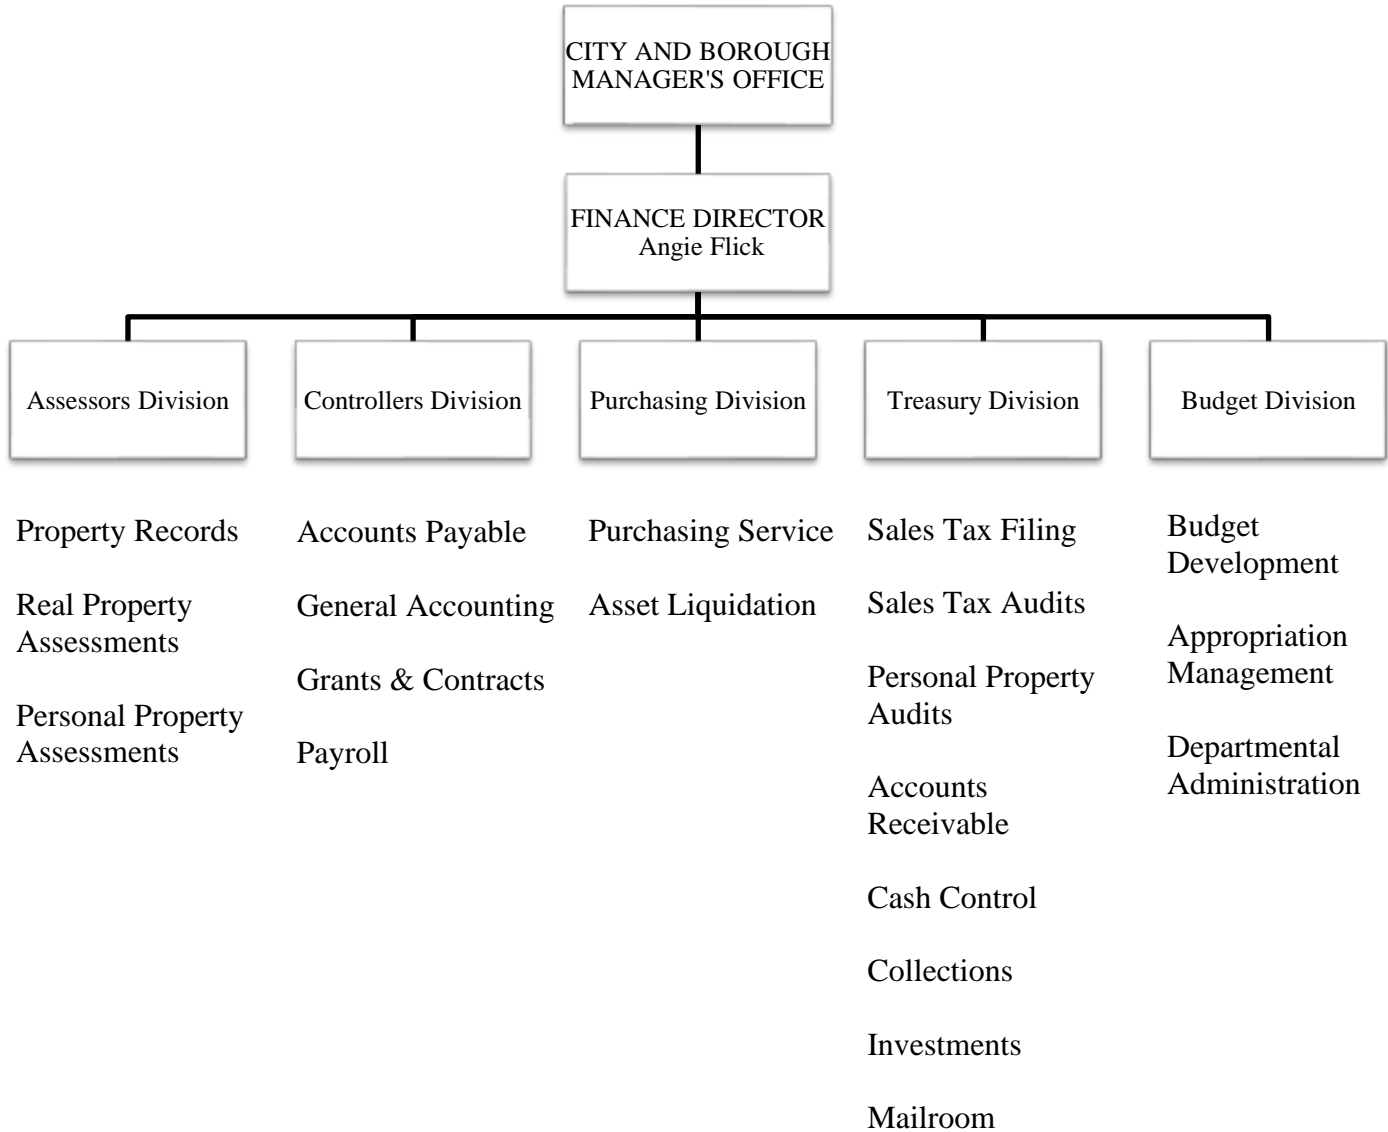 CITY AND BOROUGH
MANAGER'S OFFICE
FINANCE DIRECTOR
Angie Flick
Assessors Division
Controllers Division
Purchasing Division
Treasury Division
Budget Division
Property Records
Real Property
Assessments
Personal Property
Assessments
Accounts Payable
General Accounting
Grants & Contracts
Payroll
Purchasing Service
Asset Liquidation
Sales Tax Filing
Sales Tax Audits
Personal Property
Audits
Accounts
Receivable
Cash Control
Collections
Investments
Mailroom
Budget
Development
Appropriation
Management
Departmental
Administration